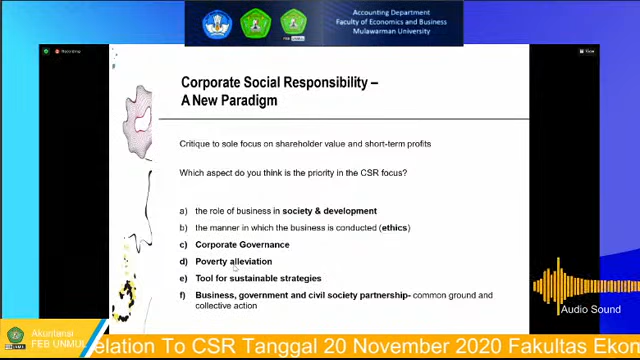 Accounting Department
Faculty of Economics and Business
Mulawarman University
Recording
View
Corporate Social Responsibility –
A New Paradigm
Critique to sole focus on shareholder value and short-term profits
Which aspect do you think is the priority in the CSR focus?
a) the role of business in society & development
b) the manner in which the business is conducted (ethics)
c) Corporate Governance
d) Poverty alleviation
e) Tool for sustainable strategies
f) Business, government and civil society partnership- common ground and
collective action
Audio Sound
Akuntansi
FEB UNMUL
elation To CSR Tanggal 20 November 2020 Fakultas Ekon